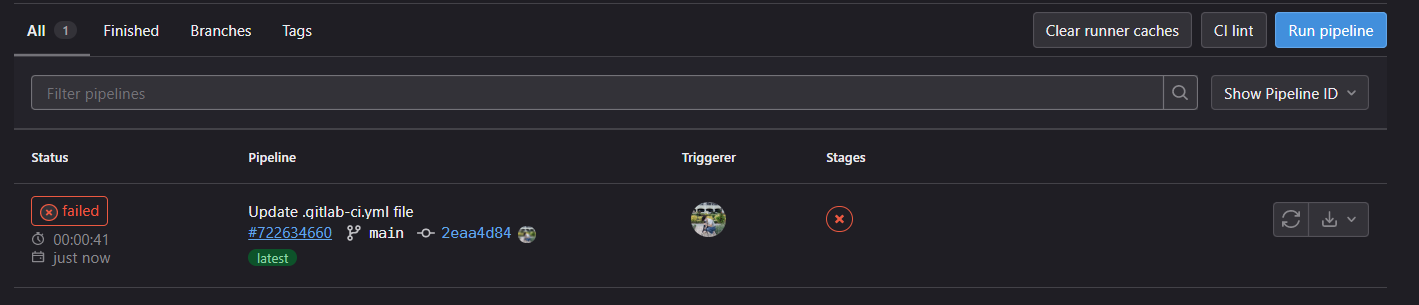 All 1 Finished Branches Tags Clear runner caches CI lint Run pipeline
Filter pipelines Show Pipeline ID
Status Pipeline Triggerer Stages
failed Update .gitlab-ci.yml file
00:00:41 #722634660 main 2eaa4d84
just now latest